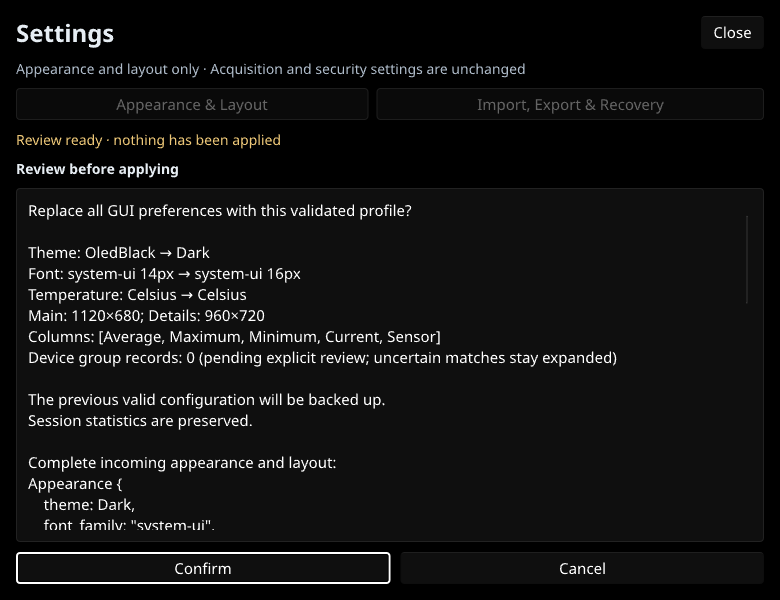 Settings
Close
Appearance and layout only · Acquisition and security settings are unchanged
Appearance & Layout
Import, Export & Recovery
Review ready · nothing has been applied
Review before applying
Replace all GUI preferences with this validated profile?
Theme: OledBlack → Dark
Font: system-ui 14px → system-ui 16px
Temperature: Celsius → Celsius
Main: 1120×680; Details: 960×720
Columns: [Average, Maximum, Minimum, Current, Sensor]
Device group records: 0 (pending explicit review; uncertain matches stay expanded)
The previous valid configuration will be backed up.
Session statistics are preserved.
Complete incoming appearance and layout:
Appearance {
theme: Dark,
font_family: "system-ui",
Confirm
Cancel